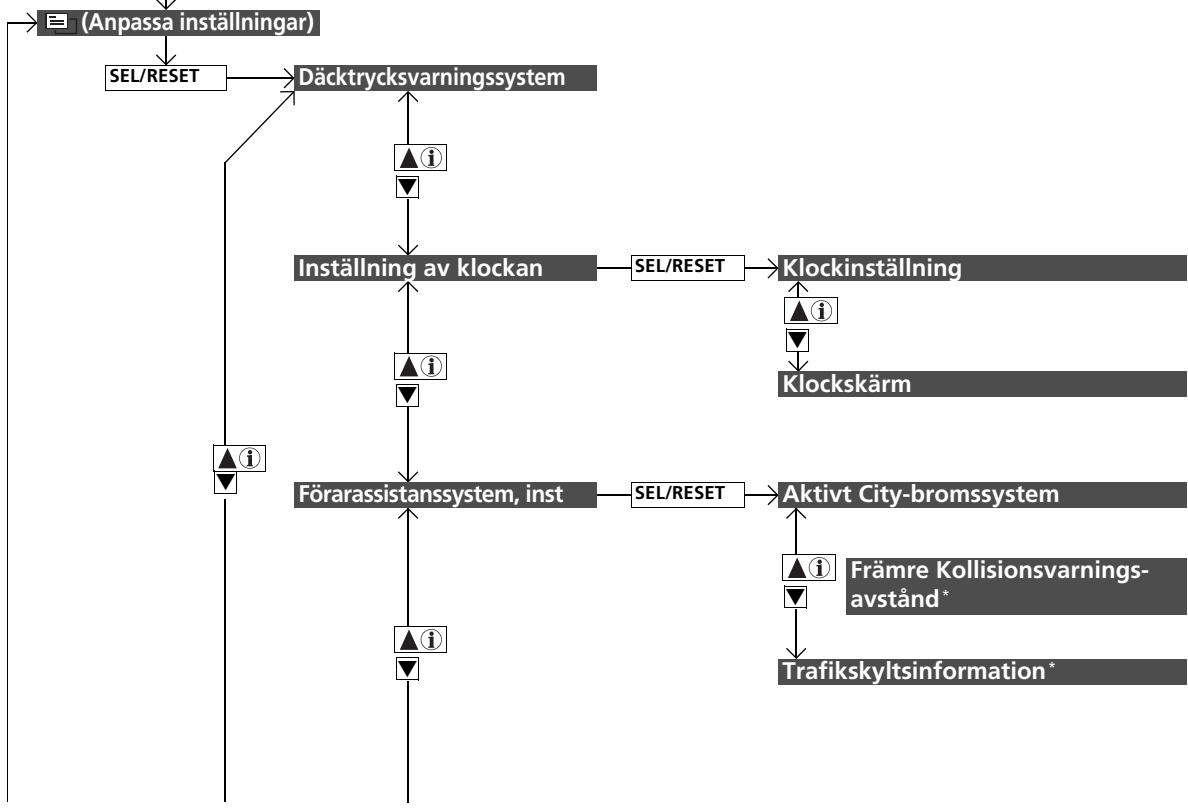 (Anpassa inställningar)
SEL/RESET
Däcktrycksvarningssystem
▲ i
▼
Inställning av klockan
SEL/RESET
Klockinställning
▲ i
▼
▲ i
▼
Klockskärm
▲ i
▼
Förarassistanssystem, inst
SEL/RESET
Aktivt City-bromssystem
▲ i
▼
Främre Kollisionsvarnings-
avstånd*
▲ i
▼
Trafikskyltsinformation*